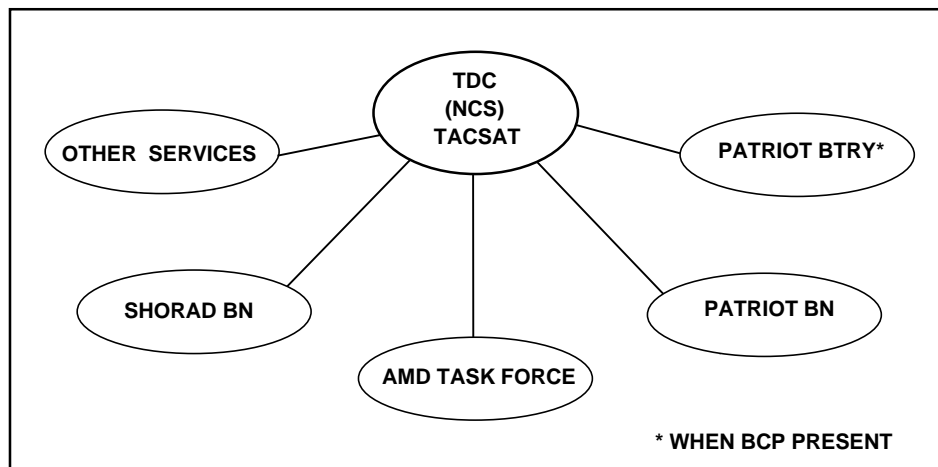 TDC
(NCS)
TACSAT
OTHER SERVICES
PATRIOT BTRY*
SHORAD BN
PATRIOT BN
AMD TASK FORCE
* WHEN BCP PRESENT